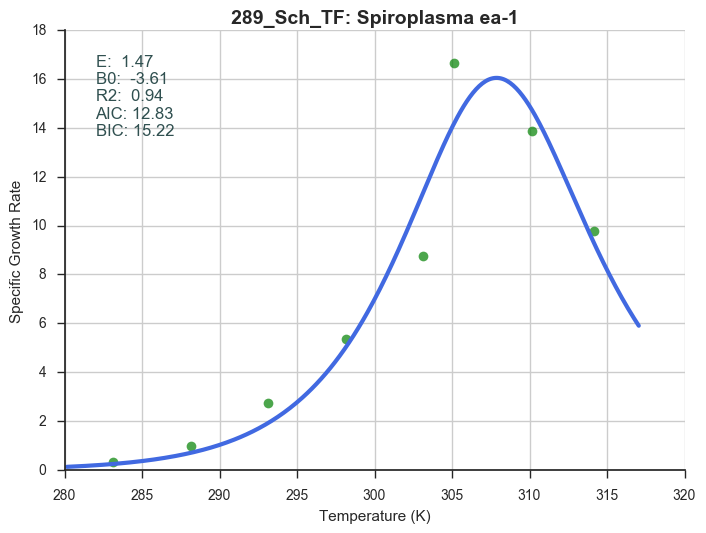 289_Sch_TF: Spiroplasma ea-1
18
16
14
12
10
8
6
4
2
0
E: 1.47
B0: -3.61
R2: 0.94
AIC: 12.83
BIC: 15.22
Specific Growth Rate
280 285 290 295 300 305 310 315 320
Temperature (K)